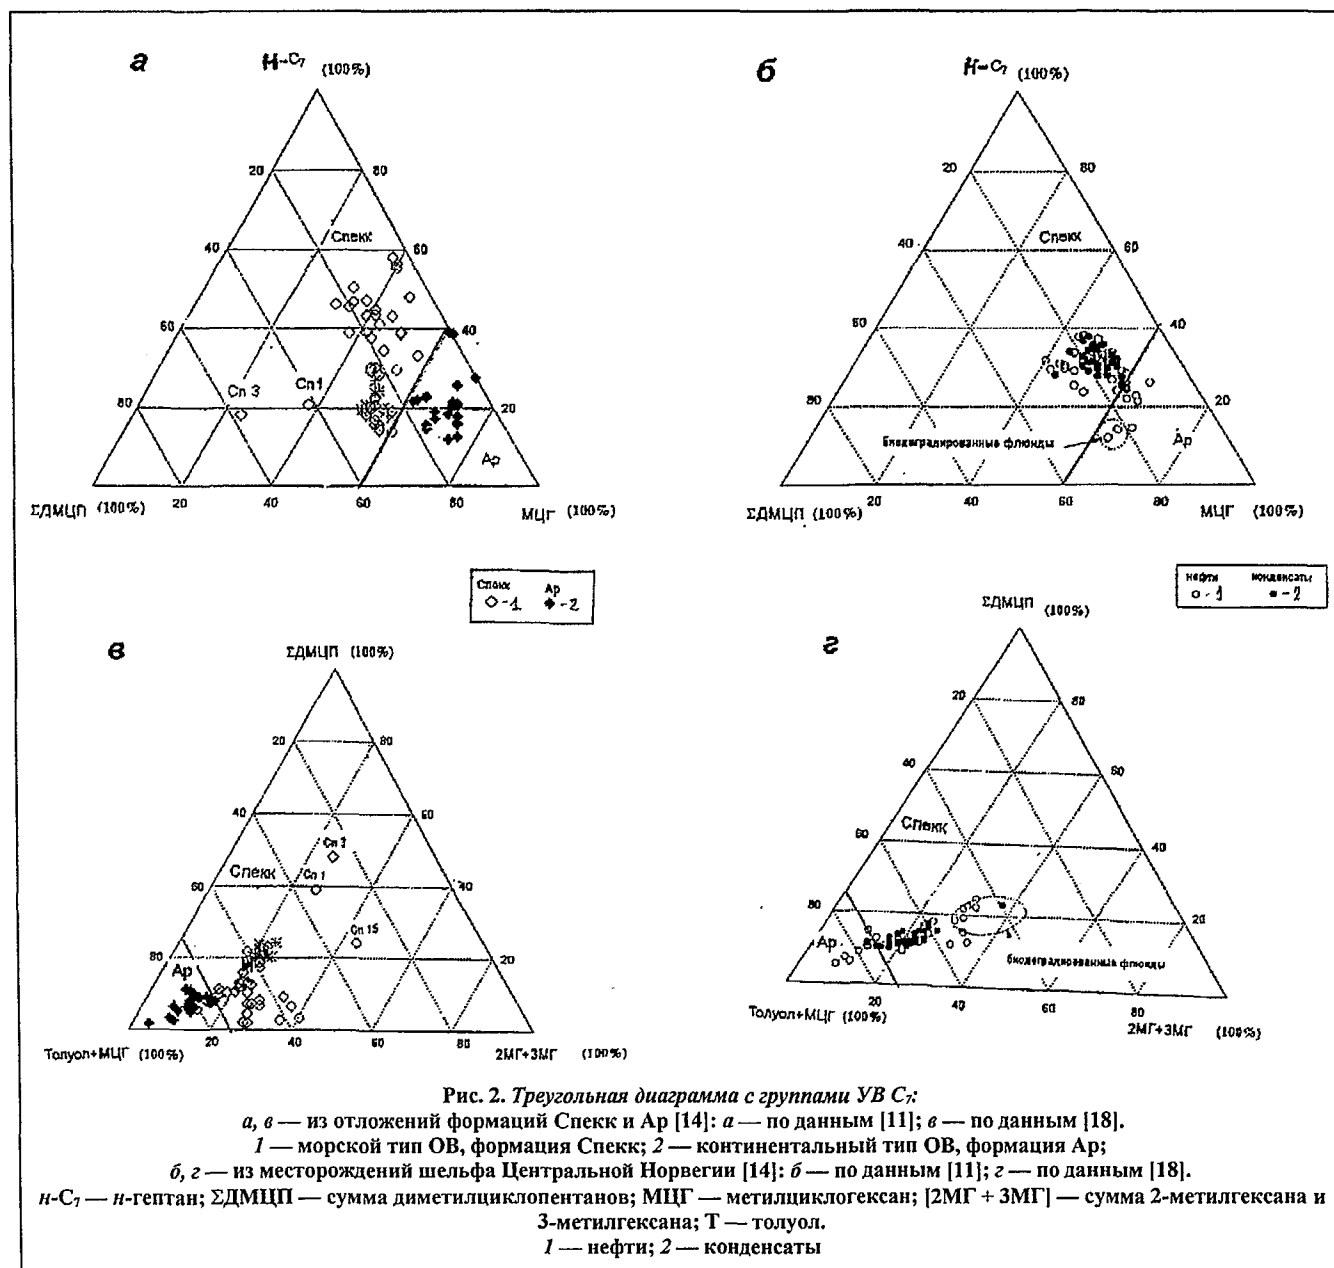 а
н-C₇ (100%)
20
80
Спекк
40
60
60
40
Сп 3
Сп 1
80
20
Ар
ΣДМЦП (100%)
20
40
60
80
МЦГ (100%)
б
н-C₇ (100%)
20
80
40
Спекк
60
60
40
80
20
Биодеградированные флюиды
Ар
ΣДМЦП (100%)
20
40
60
80
МЦГ (100%)
Спекк Ар
-1 -2
нефти конденсаты
-1 -2
в
ΣДМЦП (100%)
20
80
40
60
Сп 1
Спекк
60
40
Сп 15
80
20
Ар
Толуол+МЦГ (100%)
20
40
60
80
2МГ+3МГ (100%)
г
ΣДМЦП (100%)
20
80
40
60
Спекк
60
40
80
20
Ар
биодеградированные флюиды
20
40
60
80
Толуол+МЦГ (100%)
2МГ+3МГ (100%)
Рис. 2. Треугольная диаграмма с группами УВ C₇:
а, в — из отложений формаций Спекк и Ар [14]: а — по данным [11]; в — по данным [18].
1 — морской тип ОВ, формация Спекк; 2 — континентальный тип ОВ, формация Ар;
б, г — из месторождений шельфа Центральной Норвегии [14]: б — по данным [11]; г — по данным [18].
н-C₇ — н-гептан; ΣДМЦП — сумма диметилциклопентанов; МЦГ — метилциклогексан; [2МГ + 3МГ] — сумма 2-метилгексана и
3-метилгексана; Т — толуол.
1 — нефти; 2 — конденсаты